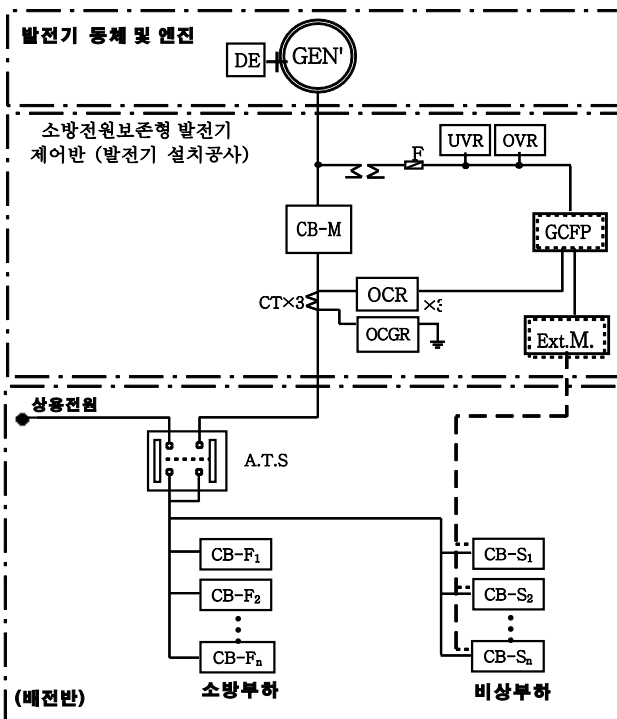 발전기 동체 및 엔진
DE
GEN'
소방전원보존형 발전기
제어반 (발전기 설치공사)
F
UVR
OVR
CB-M
GCFP
CT×3
OCR
×3
OCGR
Ext.M.
상용전원
A.T.S
CB-F₁
CB-S₁
CB-F₂
CB-S₂
CB-Fₙ
CB-Sₙ
(배전반)
소방부하
비상부하